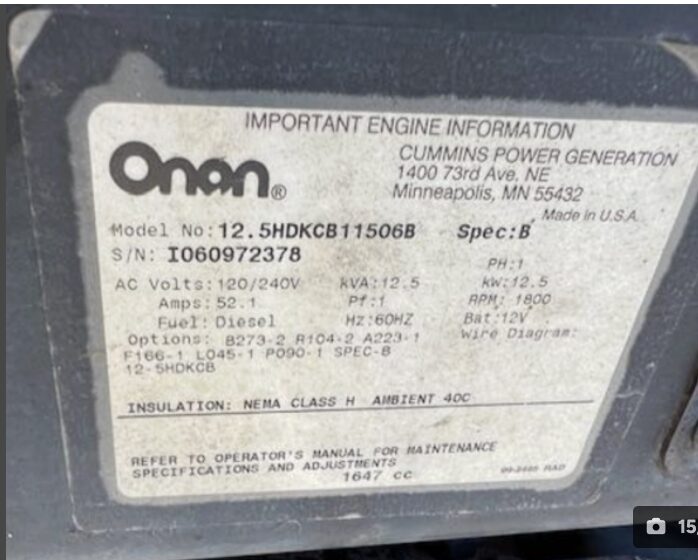 IMPORTANT ENGINE INFORMATION
Onan®
CUMMINS POWER GENERATION
1400 73rd Ave. NE
Minneapolis, MN 55432
Made in U.S.A.
Model No: 12.5HDKCB11506B Spec:B
S/N: I060972378
PH:1
AC Volts: 120/240V kVA:12.5 kW:12.5
Amps: 52.1 Pf:1 RPM: 1800
Fuel: Diesel Hz:60HZ Bat:12V
Options: B273-2 R104-2 A223-1 Wire Diagram:
F166-1 L045-1 P090-1 SPEC-B
12-5HDKCB
INSULATION: NEMA CLASS H AMBIENT 40C
REFER TO OPERATOR'S MANUAL FOR MAINTENANCE
SPECIFICATIONS AND ADJUSTMENTS
1647 cc
15